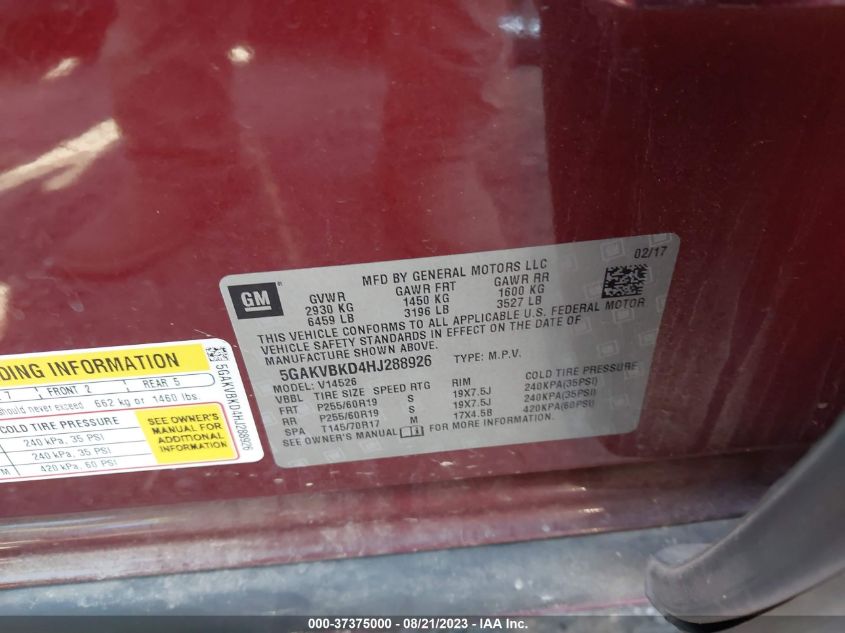 MFD BY GENERAL MOTORS LLC
02/17
GM
GVWR GAWR FRT GAWR RR
2930 KG 1450 KG 1600 KG
6459 LB 3196 LB 3527 LB
THIS VEHICLE CONFORMS TO ALL APPLICABLE U.S. FEDERAL MOTOR
VEHICLE SAFETY STANDARDS IN EFFECT ON THE DATE OF
MANUFACTURE SHOWN ABOVE.
5GAKVBKD4HJ288926 TYPE: M.P.V.
MODEL: V14526
VBBL TIRE SIZE SPEED RTG RIM COLD TIRE PRESSURE
FRT P255/60R19 S 19X7.5J 240KPA(35PSI)
RR P255/60R19 S 19X7.5J 240KPA(35PSI)
SPA T145/70R17 M 17X4.5B 420KPA(60PSI)
SEE OWNER'S MANUAL FOR MORE INFORMATION.
DING INFORMATION
7 FRONT 2 REAR 5
should never exceed 662 kg or 1460 lbs.
COLD TIRE PRESSURE
240 kPa, 35 PSI
240 kPa, 35 PSI
M 420 kPa, 60 PSI
SEE OWNER'S
MANUAL FOR
ADDITIONAL
INFORMATION
5GAKVBKD4HJ288926
000-37375000 - 08/21/2023 - IAA Inc.